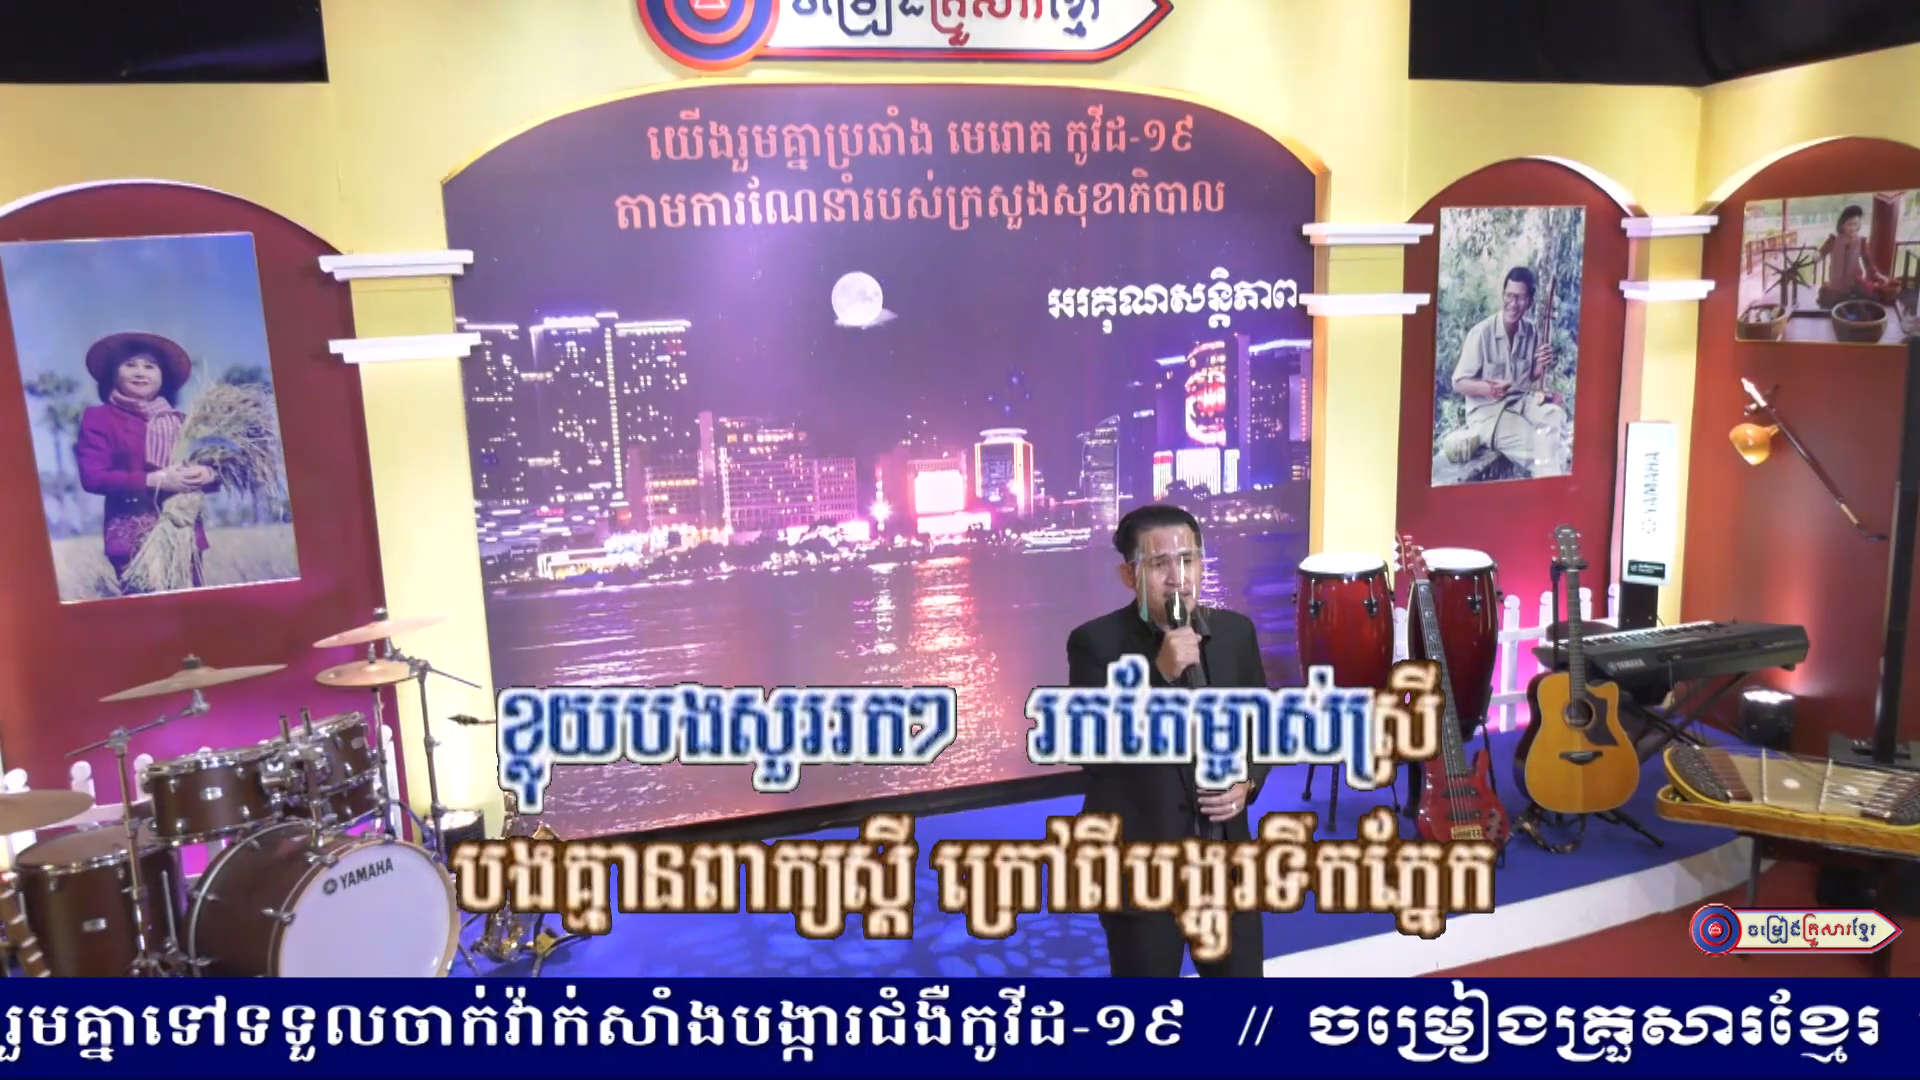 ចម្រៀងគ្រួសារខ្មែរ
យើងរួមគ្នាប្រឆាំង មេរោគ កូវីដ-១៩
តាមការណែនាំរបស់ក្រសួងសុខាភិបាល
អរគុណសន្តិភាព
YAMAHA
YAMAHA
YAMAHA
ខ្លុយបងសួររកៗ រកតែម្ចាស់ស្រី
បងគ្មានពាក្យស្ដី ក្រៅពីបង្ហូរទឹកភ្នែក
ចម្រៀងគ្រួសារខ្មែរ
រួមគ្នាទៅទទួលចាក់វ៉ាក់សាំងបង្ការជំងឺកូវីដ-១៩ // ចម្រៀងគ្រួសារខ្មែរ